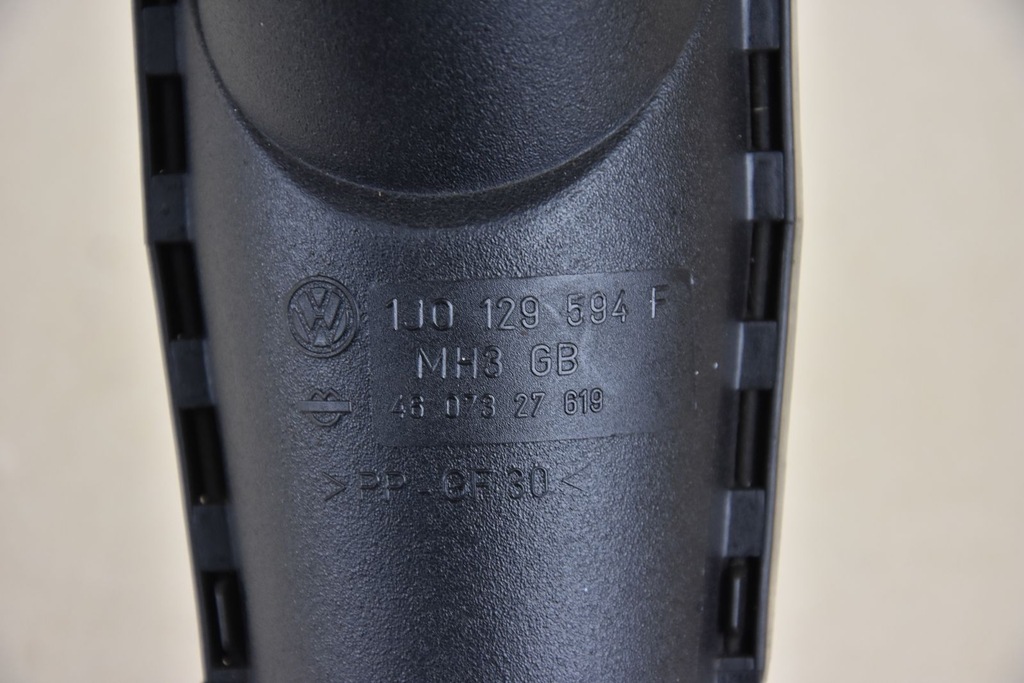 1J0 129 594 F
MH3 GB
46 073 27 619
>PP-GF30<